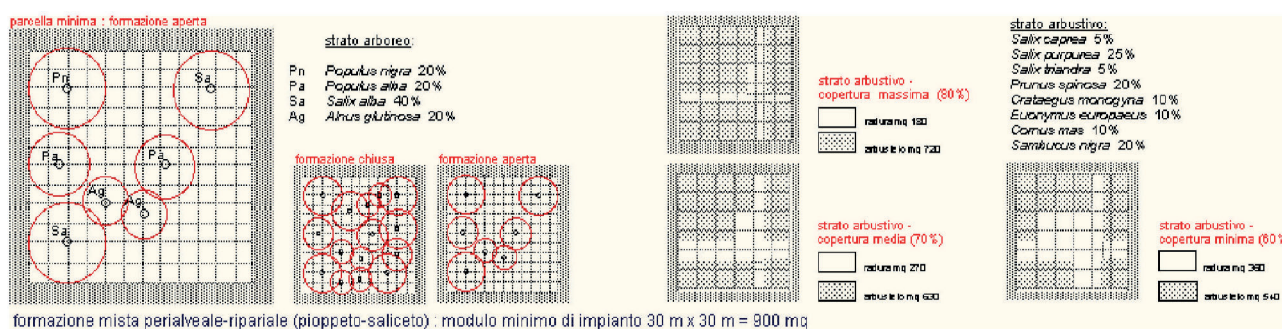 parcella minima : formazione aperta
Pn
Sa
Pa
Pa
Ag
Ag
Sa
strato arboreo:
Pn Populus nigra 20%
Pa Populus alba 20%
Sa Salix alba 40%
Ag Alnus glutinosa 20%
formazione chiusa
formazione aperta
strato arbustivo -
copertura massima (80%)
radura mq 180
arbusteto mq 720
strato arbustivo -
copertura media (70%)
radura mq 270
arbusteto mq 630
strato arbustivo:
Salix caprea 5%
Salix purpurea 25%
Salix triandra 5%
Prunus spinosa 20%
Crataegus monogyna 10%
Euonymus europaeus 10%
Cornus mas 10%
Sambucus nigra 20%
strato arbustivo -
copertura minima (60%
radura mq 360
arbusteto mq 540
formazione mista perialveale-ripariale (pioppeto-saliceto) : modulo minimo di impianto 30 m x 30 m = 900 mq